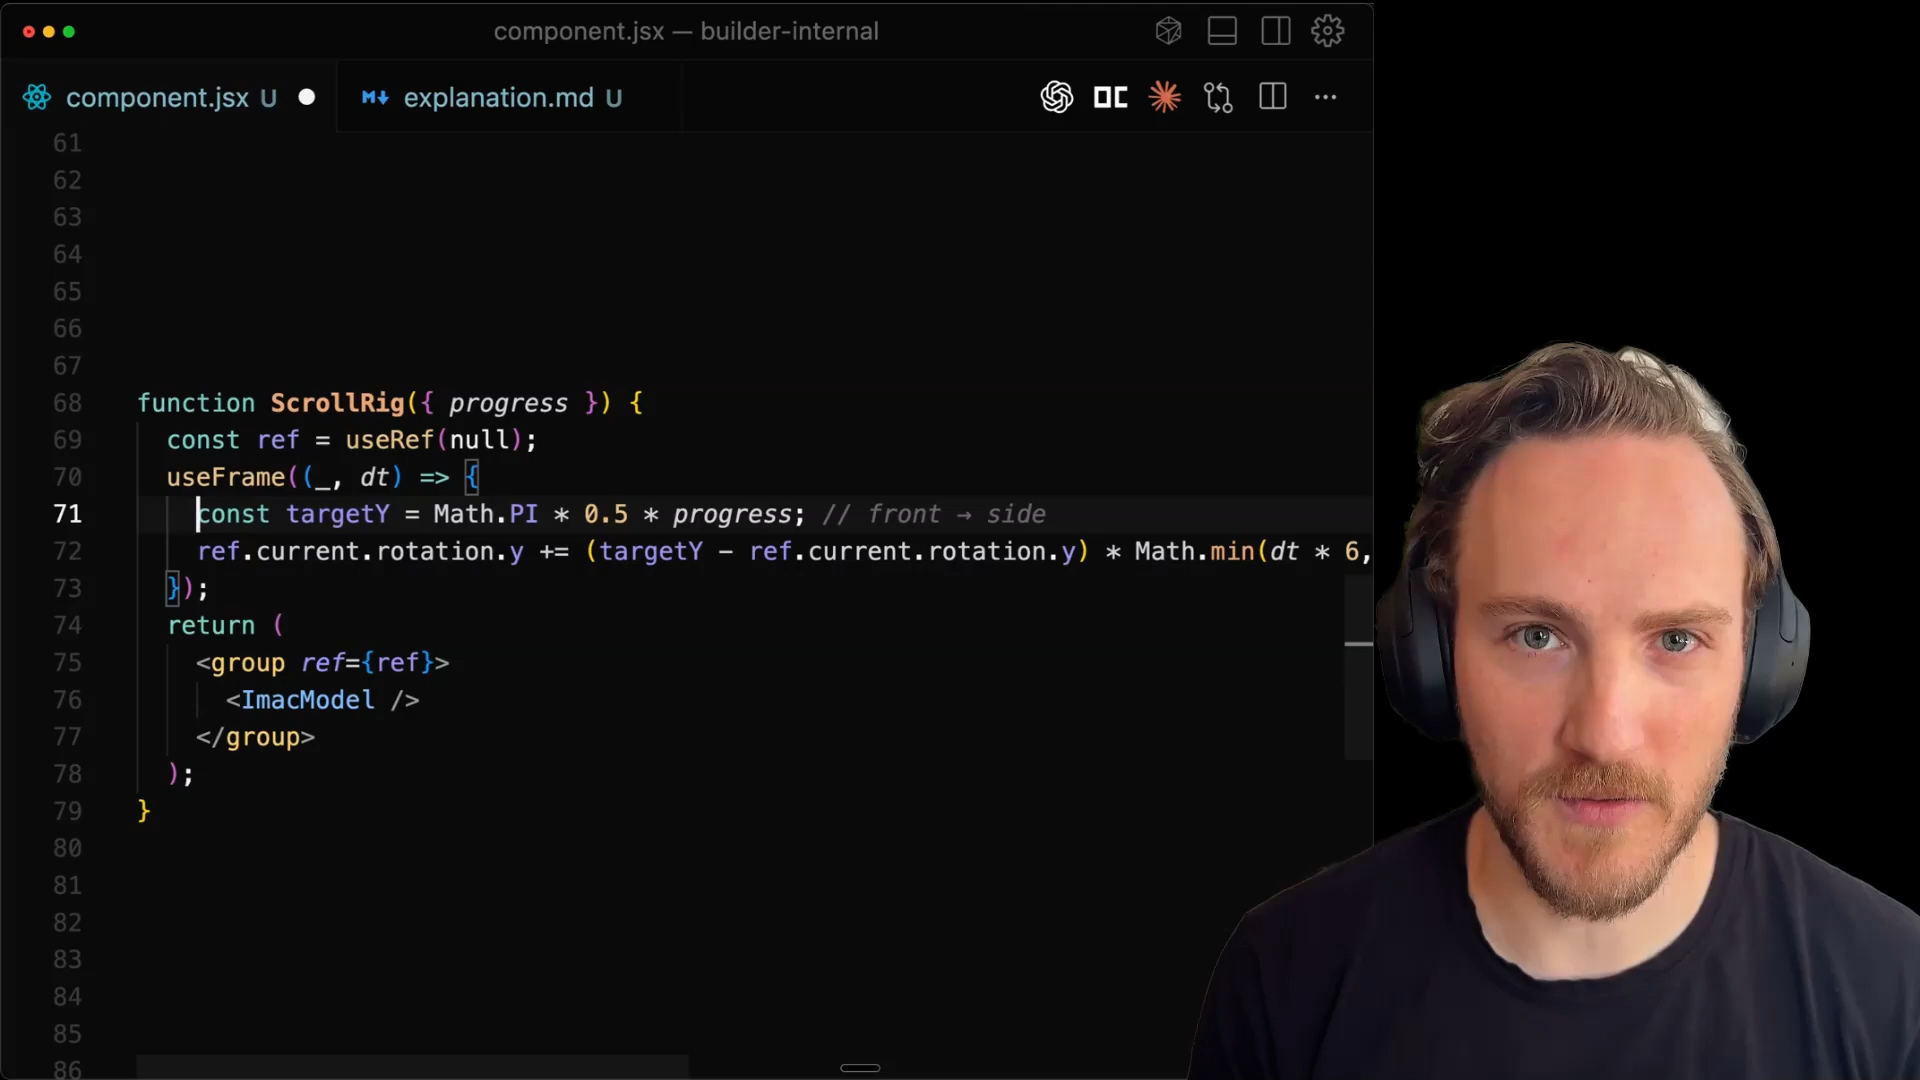 component.jsx — builder-internal
component.jsx U
explanation.md U
61
62
63
64
65
66
67
68 function ScrollRig({ progress }) {
69 const ref = useRef(null);
70 useFrame((_, dt) => {
71 const targetY = Math.PI * 0.5 * progress; // front → side
72 ref.current.rotation.y += (targetY - ref.current.rotation.y) * Math.min(dt * 6,
73 });
74 return (
75 <group ref={ref}>
76 <ImacModel />
77 </group>
78 );
79 }
80
81
82
83
84
85
86